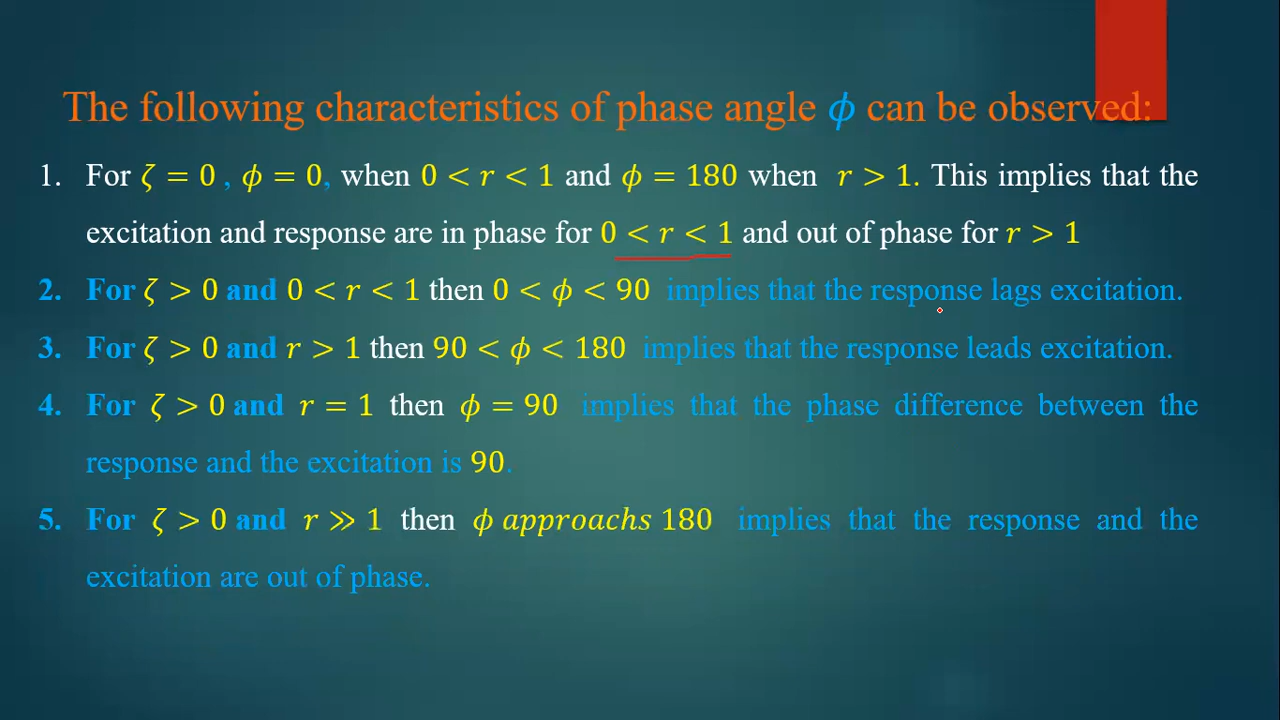 The following characteristics of phase angle ϕ can be observed:
1. For ζ = 0 , ϕ = 0, when 0 < r < 1 and ϕ = 180 when r > 1. This implies that the
excitation and response are in phase for 0 < r < 1 and out of phase for r > 1
2. For ζ > 0 and 0 < r < 1 then 0 < ϕ < 90 implies that the response lags excitation.
3. For ζ > 0 and r > 1 then 90 < ϕ < 180 implies that the response leads excitation.
4. For ζ > 0 and r = 1 then ϕ = 90 implies that the phase difference between the
response and the excitation is 90.
5. For ζ > 0 and r ≫ 1 then ϕ approachs 180 implies that the response and the
excitation are out of phase.